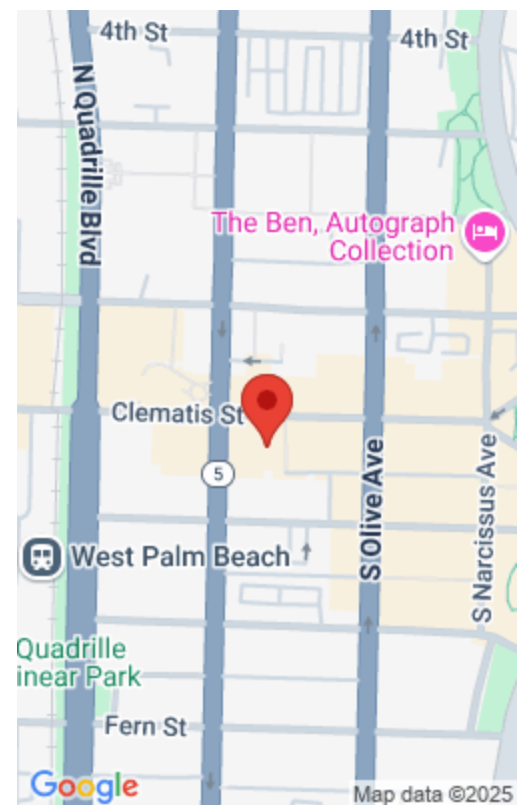 4th St
4th St
N Quadrille Blvd
The Ben, Autograph
Collection
Clematis St
5
S Olive Ave
S Narcissus Ave
West Palm Beach
Quadrille
inear Park
Fern St
Google
Map data ©2025